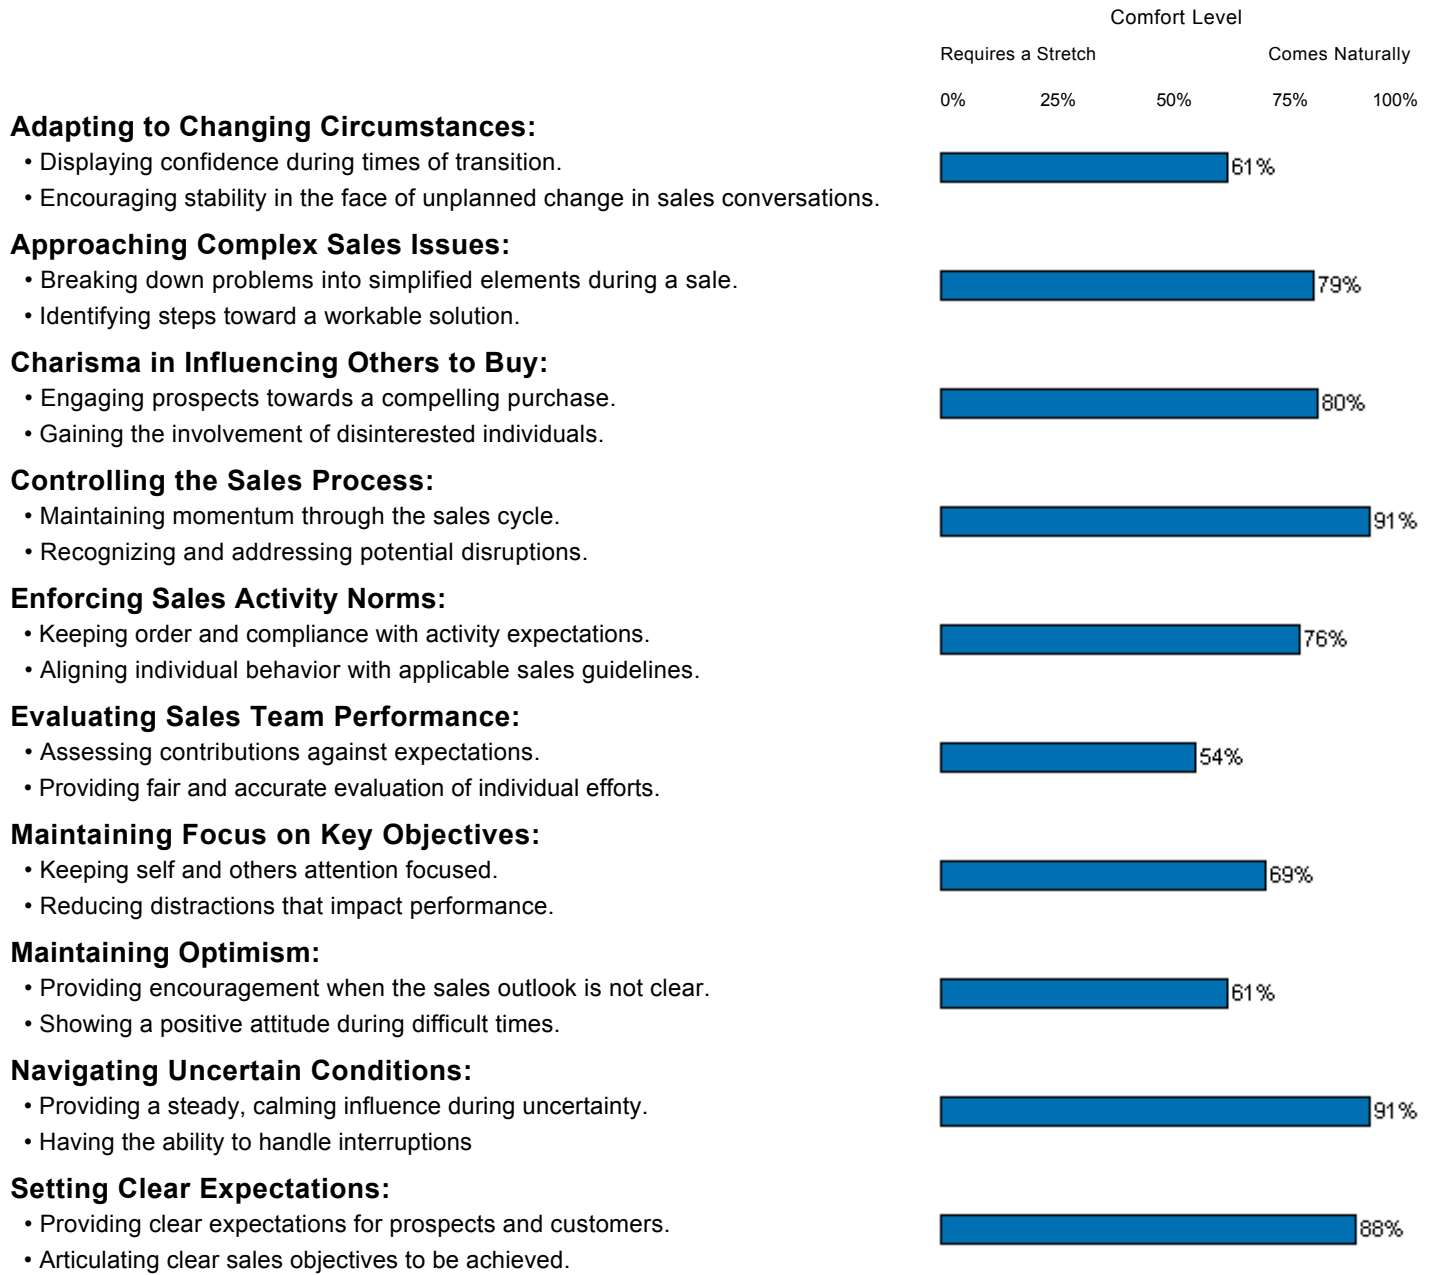 Comfort Level
Requires a Stretch Comes Naturally
0% 25% 50% 75% 100%
Adapting to Changing Circumstances:
• Displaying confidence during times of transition.
61%
• Encouraging stability in the face of unplanned change in sales conversations.
Approaching Complex Sales Issues:
• Breaking down problems into simplified elements during a sale.
79%
• Identifying steps toward a workable solution.
Charisma in Influencing Others to Buy:
• Engaging prospects towards a compelling purchase.
80%
• Gaining the involvement of disinterested individuals.
Controlling the Sales Process:
• Maintaining momentum through the sales cycle.
91%
• Recognizing and addressing potential disruptions.
Enforcing Sales Activity Norms:
• Keeping order and compliance with activity expectations.
76%
• Aligning individual behavior with applicable sales guidelines.
Evaluating Sales Team Performance:
• Assessing contributions against expectations.
54%
• Providing fair and accurate evaluation of individual efforts.
Maintaining Focus on Key Objectives:
• Keeping self and others attention focused.
69%
• Reducing distractions that impact performance.
Maintaining Optimism:
• Providing encouragement when the sales outlook is not clear.
61%
• Showing a positive attitude during difficult times.
Navigating Uncertain Conditions:
• Providing a steady, calming influence during uncertainty.
91%
• Having the ability to handle interruptions
Setting Clear Expectations:
• Providing clear expectations for prospects and customers.
88%
• Articulating clear sales objectives to be achieved.